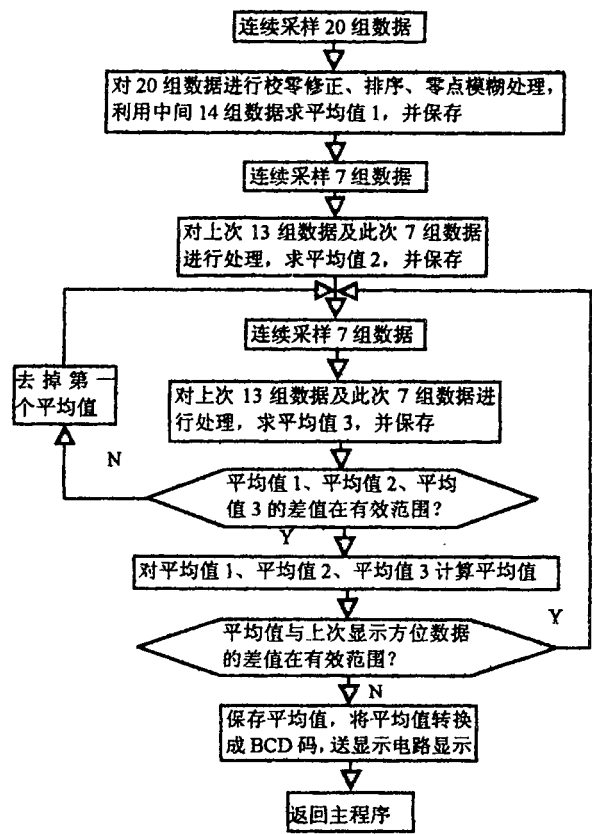 连续采样 20 组数据
对 20 组数据进行校零修正、排序、零点模糊处理，
利用中间 14 组数据求平均值 1，并保存
连续采样 7 组数据
对上次 13 组数据及此次 7 组数据
进行处理，求平均值 2，并保存
连续采样 7 组数据
去掉第一
个平均值
对上次 13 组数据及此次 7 组数据进
行处理，求平均值 3，并保存
N
平均值 1、平均值 2、平均
值 3 的差值在有效范围？
Y
对平均值 1、平均值 2、平均值 3 计算平均值
Y
平均值与上次显示方位数据
的差值在有效范围？
N
保存平均值，将平均值转换
成 BCD 码，送显示电路显示
返回主程序